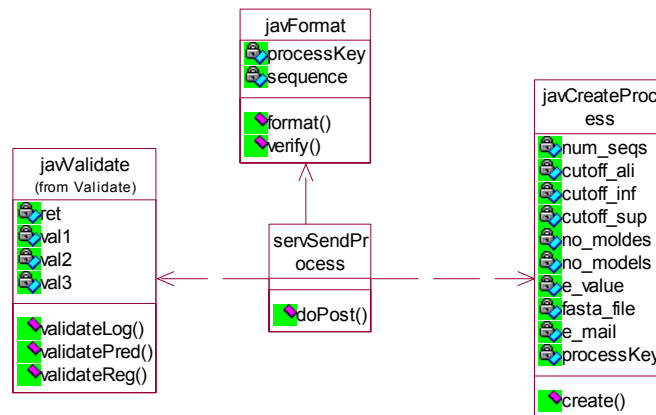 javFormat
processKey
sequence
format()
verify()
javValidate
(from Validate)
ret
val1
val2
val3
validateLog()
validatePred()
validateReg()
servSendPr
ocess
doPost()
javCreateProc
ess
num_seqs
cutoff_ali
cutoff_inf
cutoff_sup
no_moldes
no_models
e_value
fasta_file
e_mail
processKey
create()